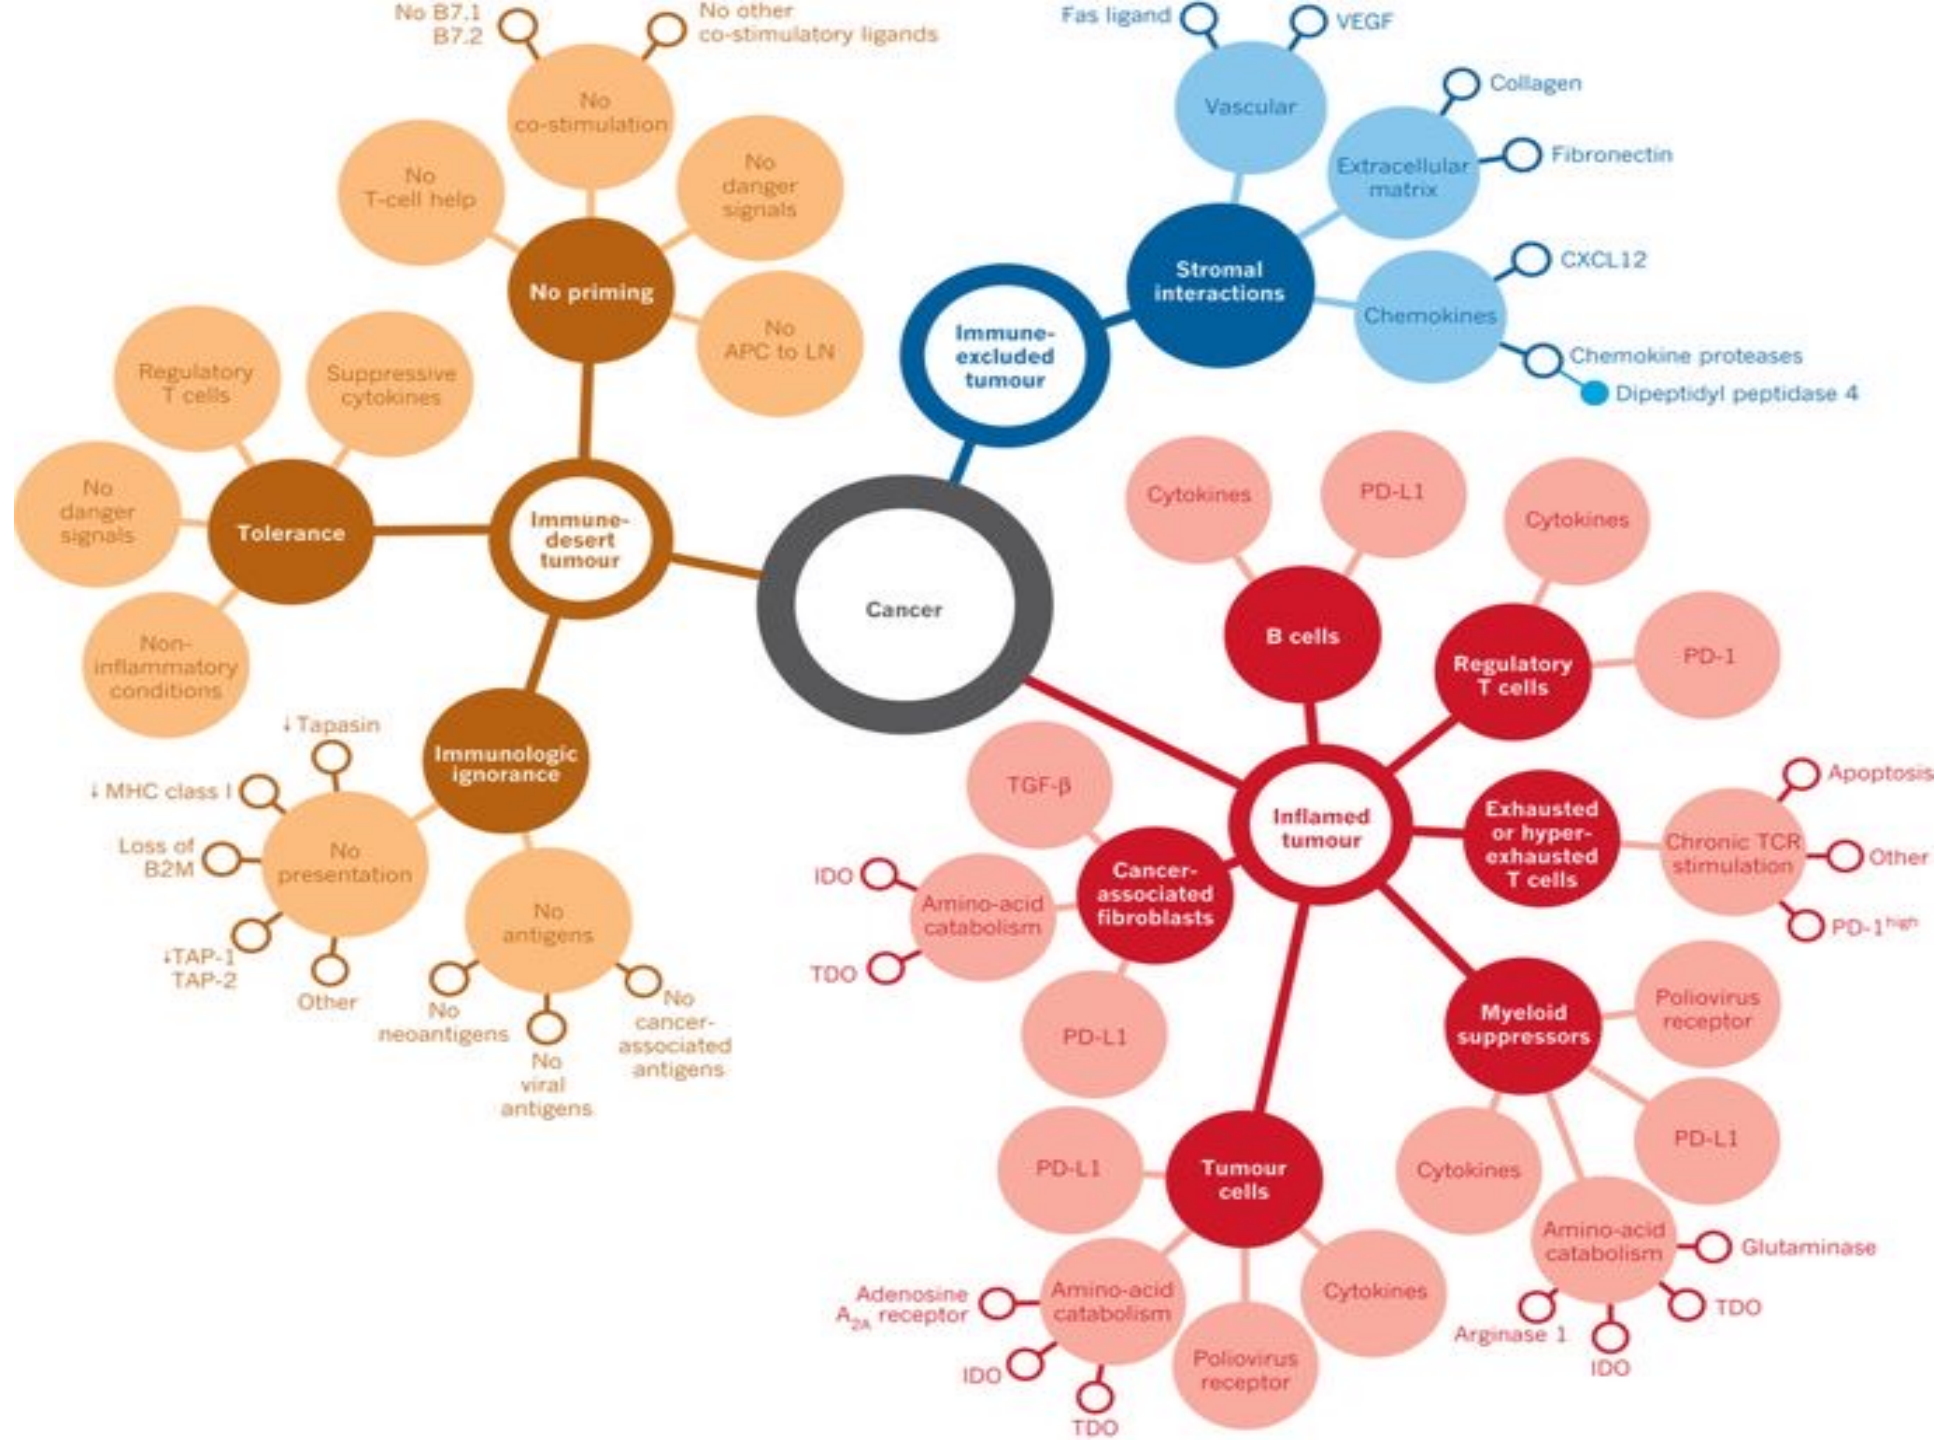 No B7.1
B7.2
No other
co-stimulatory ligands
No
co-stimulation
No
T-cell help
No
danger
signals
No priming
No
APC to LN
Regulatory
T cells
Suppressive
cytokines
No
danger
signals
Tolerance
Non-
inflammatory
conditions
Immune-
desert
tumour
Immunologic
ignorance
↓ Tapasin
↓ MHC class I
Loss of
B2M
↓TAP-1
TAP-2
Other
No
presentation
No
antigens
No
neoantigens
No
viral
antigens
No
cancer-
associated
antigens
Cancer
Immune-
excluded
tumour
Stromal
interactions
Fas ligand
VEGF
Vascular
Collagen
Extracellular
matrix
Fibronectin
CXCL12
Chemokines
Chemokine proteases
Dipeptidyl peptidase 4
Cytokines
PD-L1
B cells
Cytokines
Regulatory
T cells
PD-1
Inflamed
tumour
Exhausted
or hyper-
exhausted
T cells
Chronic TCR
stimulation
Apoptosis
Other
PD-1high
TGF-β
Cancer-
associated
fibroblasts
IDO
Amino-acid
catabolism
TDO
PD-L1
Myeloid
suppressors
Poliovirus
receptor
PD-L1
Cytokines
Amino-acid
catabolism
Glutaminase
TDO
Arginase 1
IDO
Tumour
cells
PD-L1
Amino-acid
catabolism
Adenosine
A2A receptor
IDO
TDO
Poliovirus
receptor
Cytokines